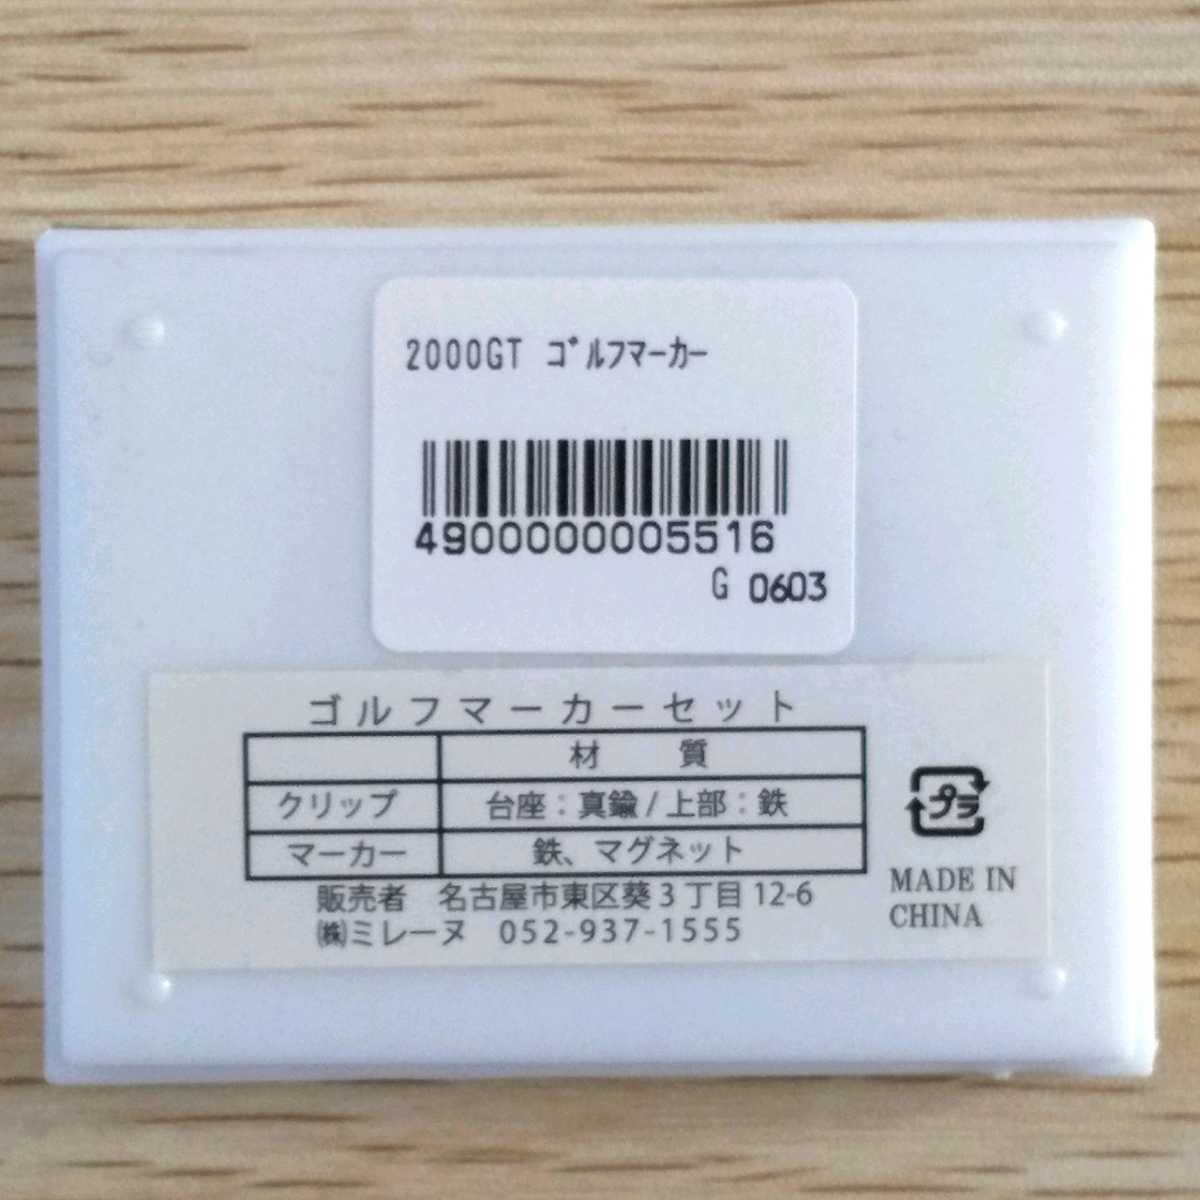 2000GT ｺﾞﾙﾌﾏｰｶｰ
4900000005516
G 0603
ゴルフマーカーセット
材 質
クリップ 台座：真鍮/上部：鉄
マーカー 鉄、マグネット
販売者 名古屋市東区葵3丁目12-6
㈱ミレーヌ 052-937-1555
プラ
MADE IN
CHINA